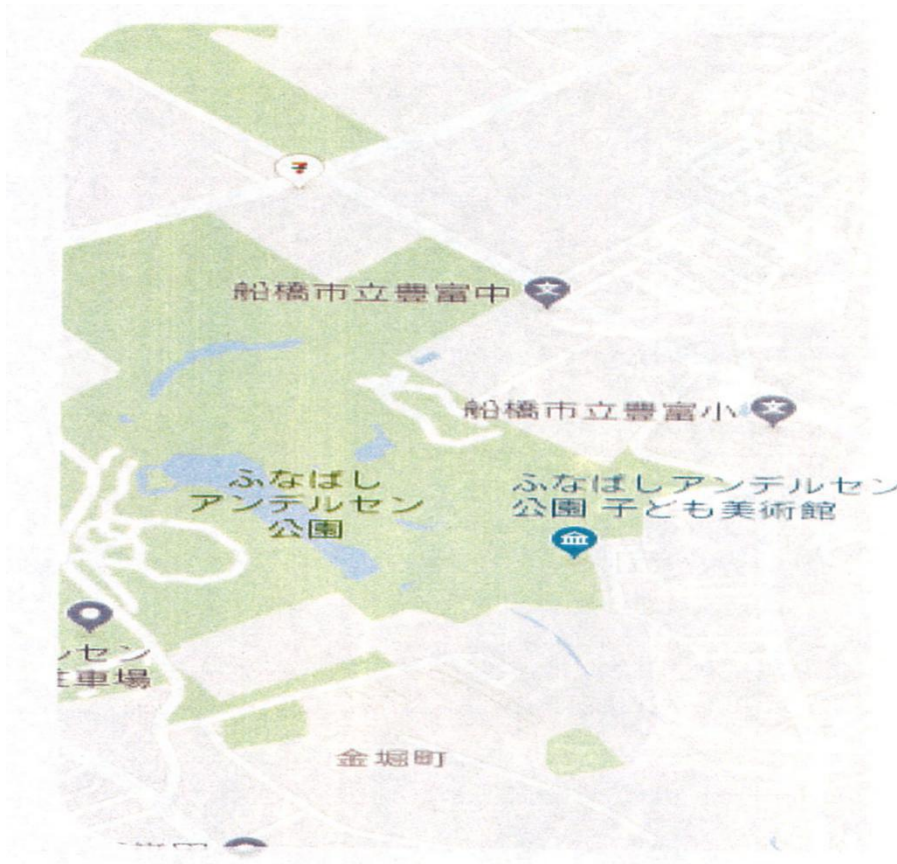 船橋市立豊富中
船橋市立豊富小
ふなばし
アンデルセン
公園
ふなばしアンデルセン
公園 子ども美術館
ンセン
車場
金堀町